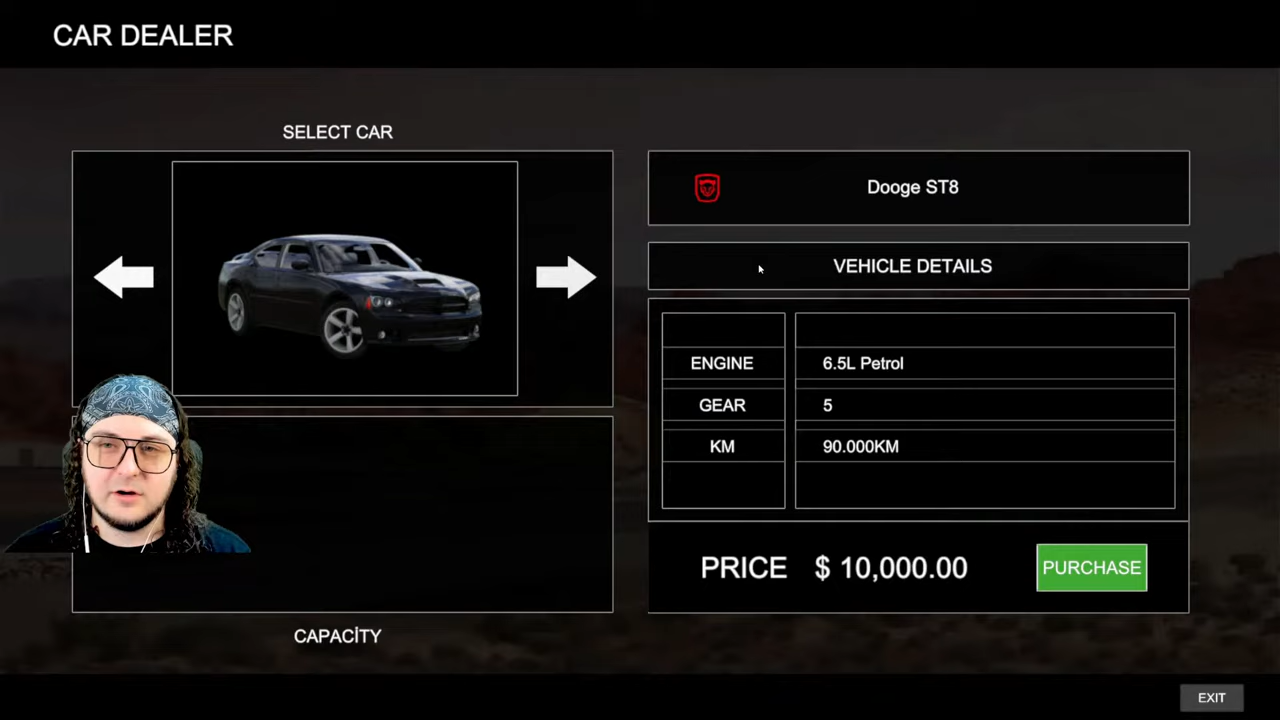 CAR DEALER
SELECT CAR
Dooge ST8
VEHICLE DETAILS
ENGINE 6.5L Petrol
GEAR 5
KM 90.000KM
PRICE $ 10,000.00 PURCHASE
CAPACİTY
EXIT